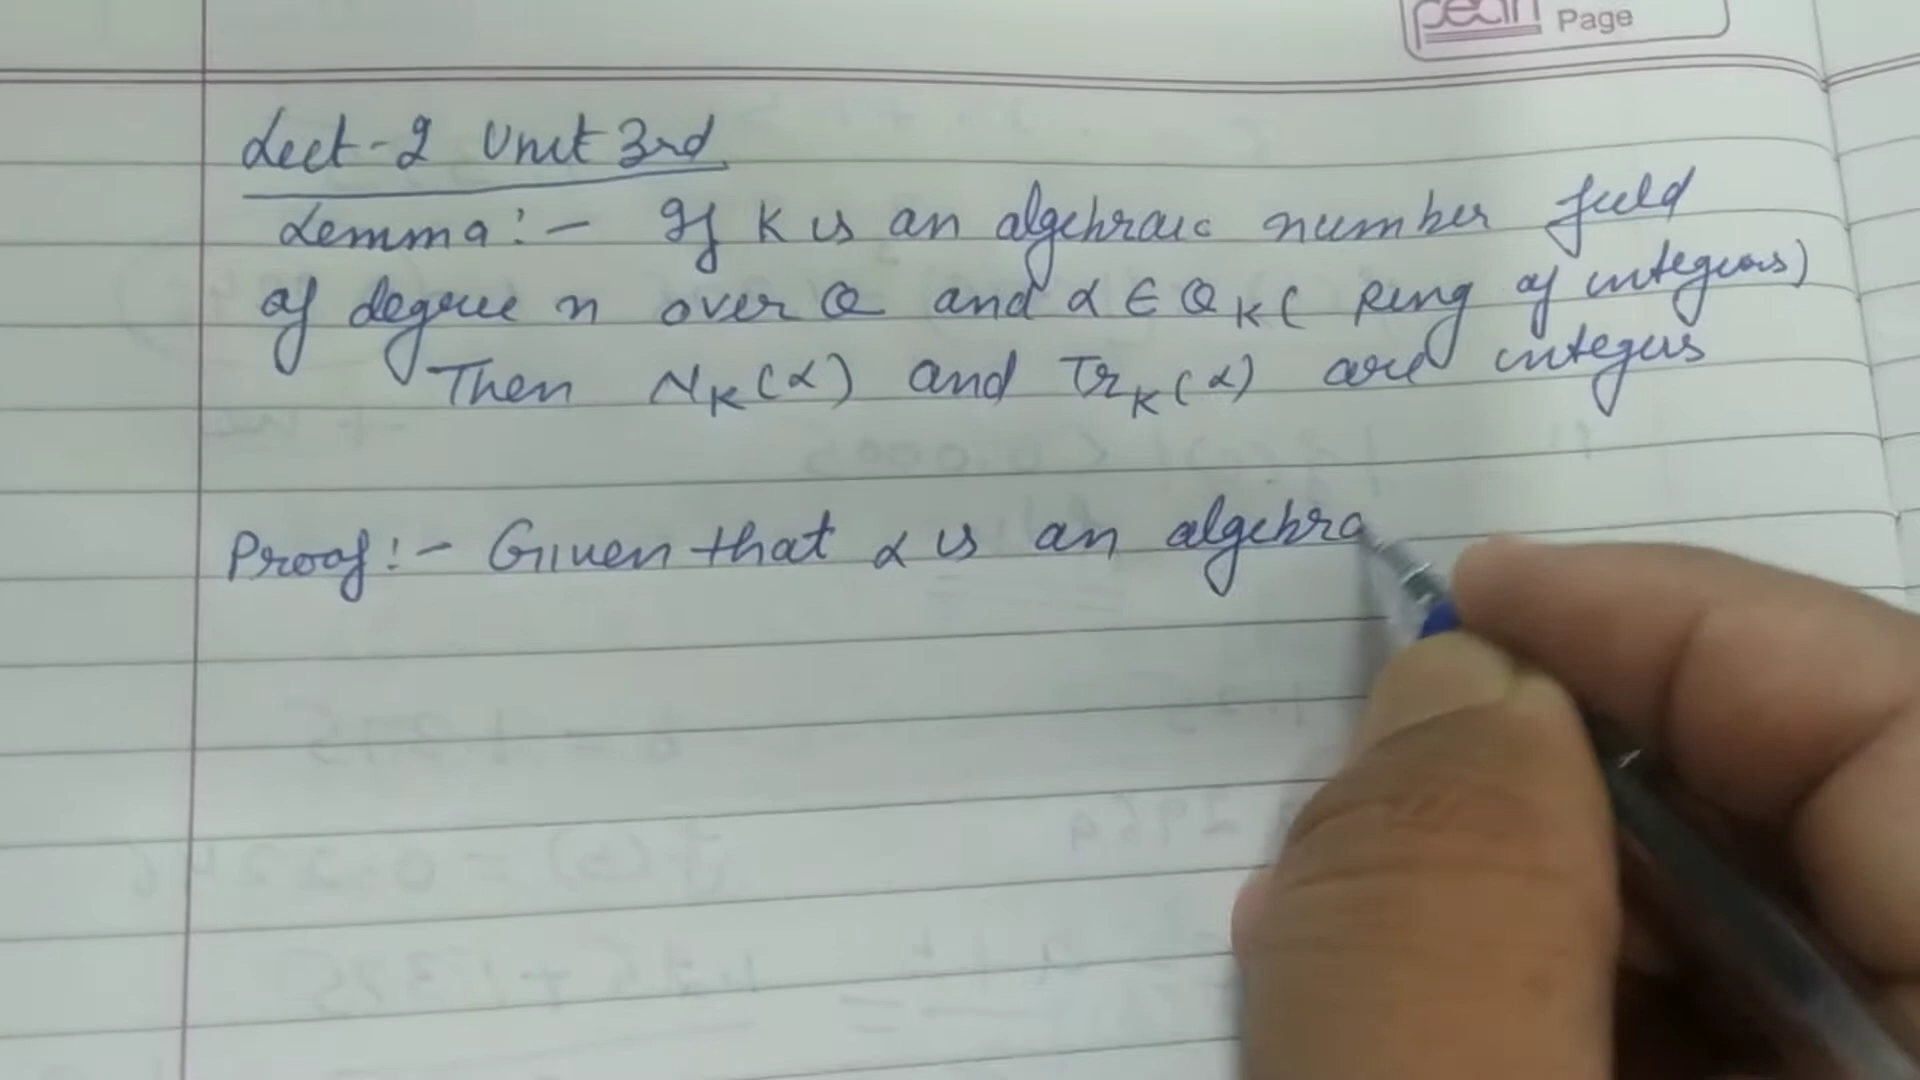 Page
Lect-2 Unit 3rd
Lemma :- If K is an algebraic number field
of degree n over Q and α ∈ O_K ( Ring of integers)
Then N_K(α) and Tr_K(α) are integers
Proof :- Given that α is an algebra